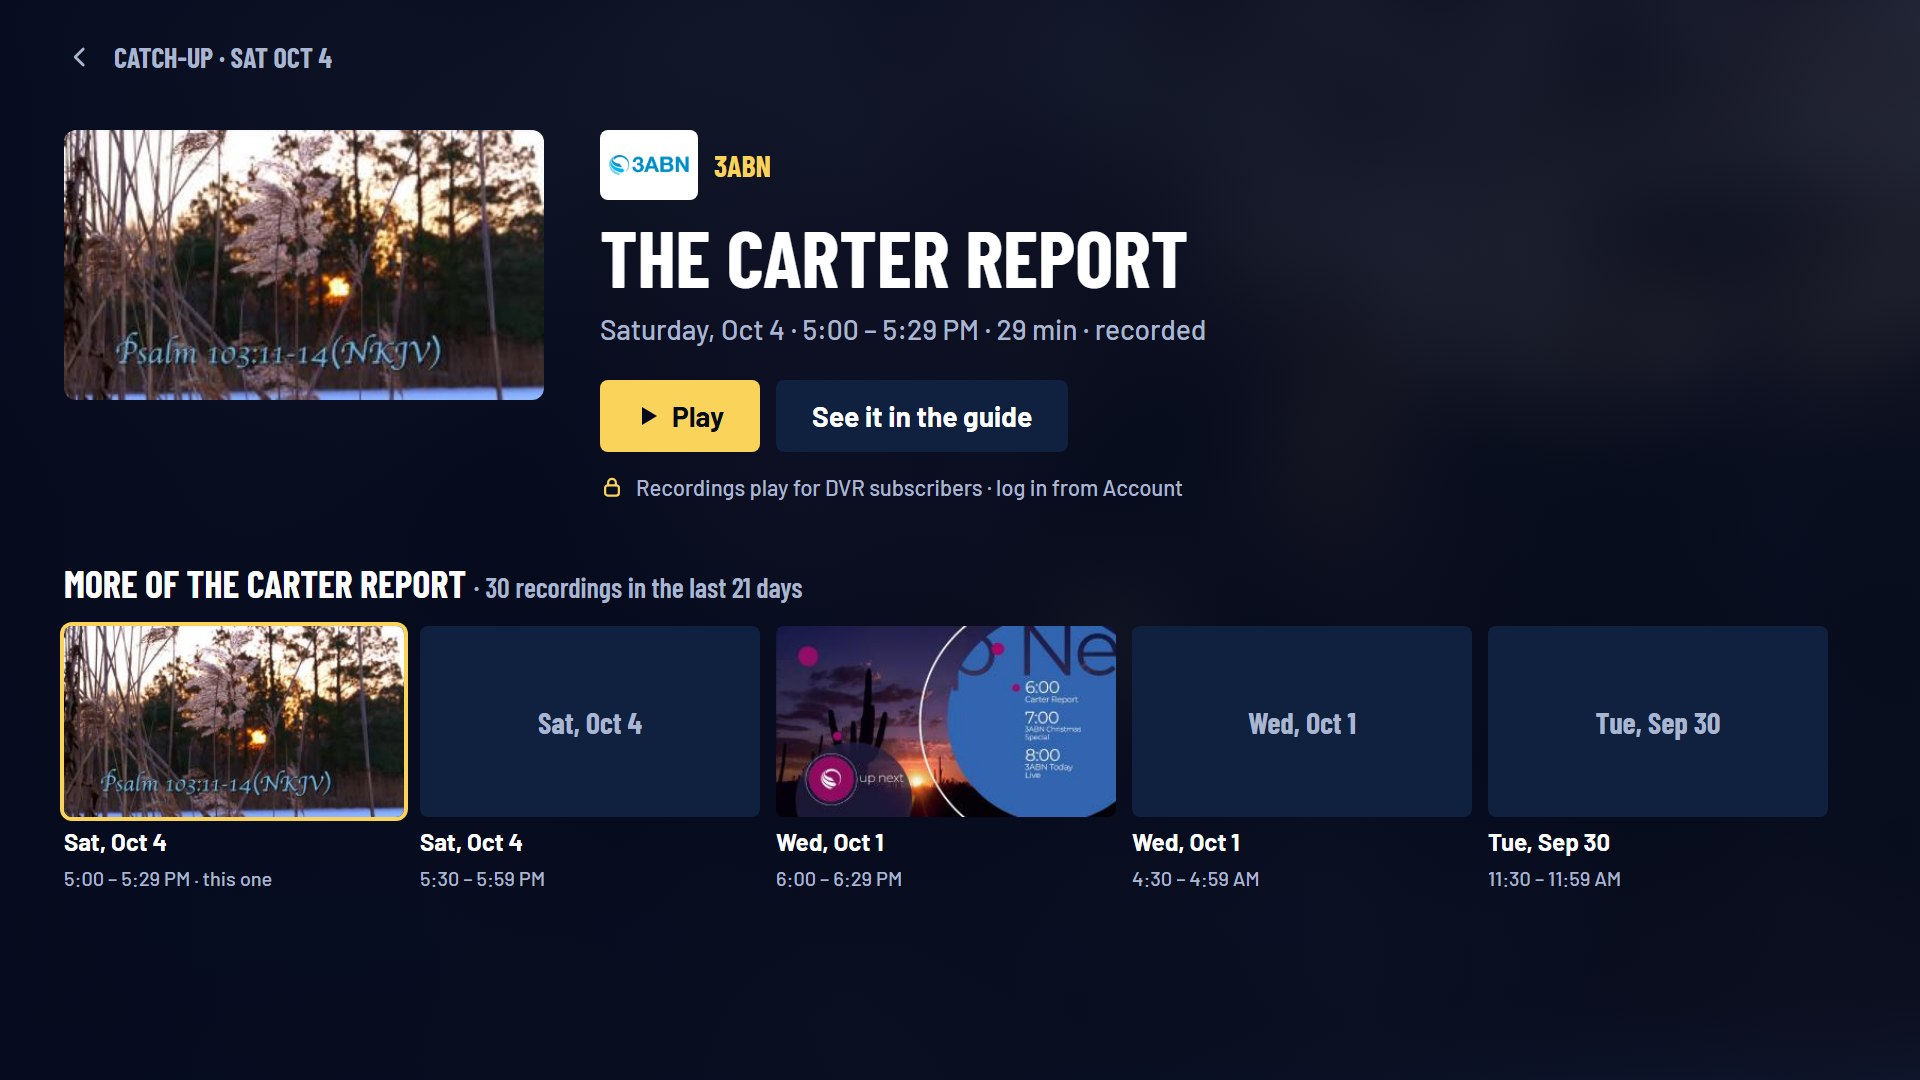 CATCH-UP · SAT OCT 4
Psalm 103:11-14(NKJV)
3ABN
3ABN
THE CARTER REPORT
Saturday, Oct 4 · 5:00 – 5:29 PM · 29 min · recorded
Play
See it in the guide
Recordings play for DVR subscribers · log in from Account
MORE OF THE CARTER REPORT · 30 recordings in the last 21 days
Psalm 103:11-14(NKJV)
Sat, Oct 4
5:00 – 5:29 PM · this one
Sat, Oct 4
Sat, Oct 4
5:30 – 5:59 PM
p Ne
6:00
Carter Report
7:00
3ABN Christmas
Special
8:00
3ABN Today
Live
up next
Wed, Oct 1
6:00 – 6:29 PM
Wed, Oct 1
Wed, Oct 1
4:30 – 4:59 AM
Tue, Sep 30
Tue, Sep 30
11:30 – 11:59 AM